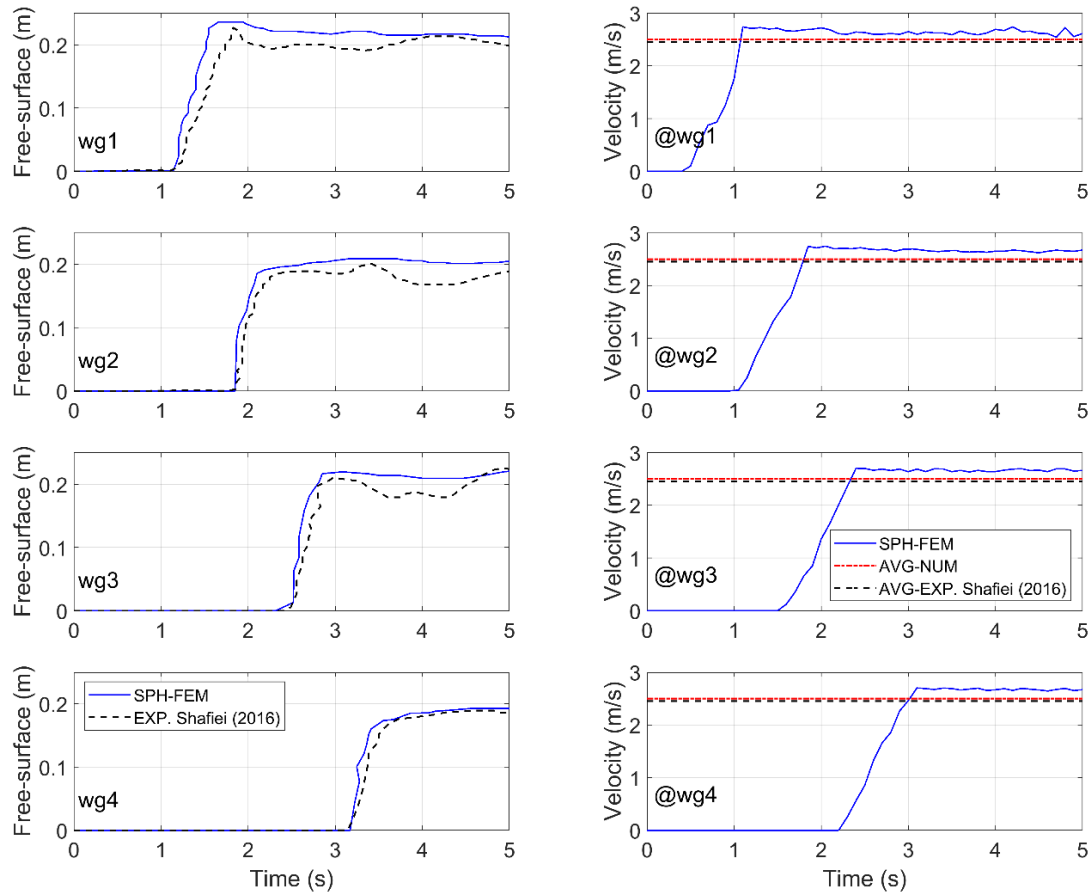 Free-surface (m)
0.2
0.1
0
wg1
0 1 2 3 4 5
Velocity (m/s)
3
2
1
0
@wg1
0 1 2 3 4 5
Free-surface (m)
0.2
0.1
0
wg2
0 1 2 3 4 5
Velocity (m/s)
3
2
1
0
@wg2
0 1 2 3 4 5
Free-surface (m)
0.2
0.1
0
wg3
0 1 2 3 4 5
Velocity (m/s)
3
2
1
0
@wg3
SPH-FEM
AVG-NUM
AVG-EXP. Shafiei (2016)
0 1 2 3 4 5
Free-surface (m)
0.2
0.1
0
SPH-FEM
EXP. Shafiei (2016)
wg4
0 1 2 3 4 5
Time (s)
Velocity (m/s)
3
2
1
0
@wg4
0 1 2 3 4 5
Time (s)